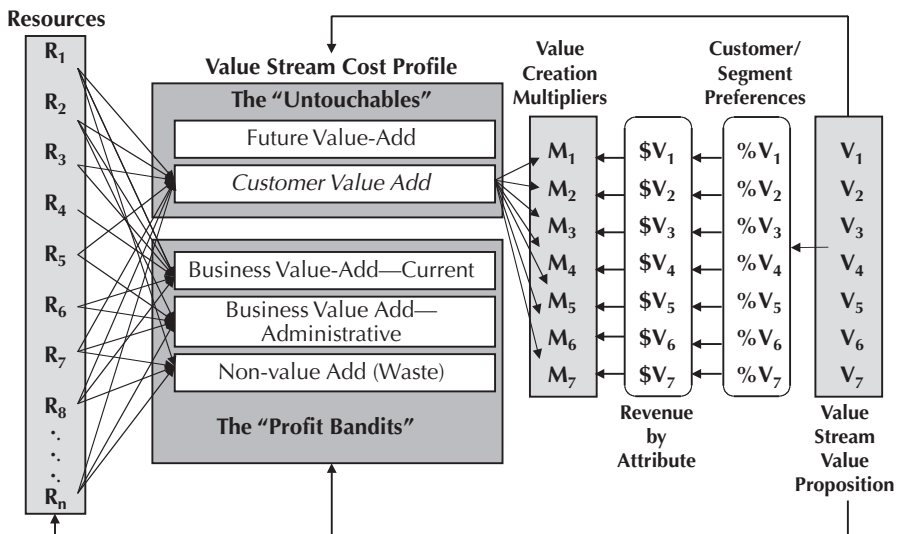 Resources
R1
R2
R3
R4
R5
R6
R7
R8
.
.
.
.
Rn
Value Stream Cost Profile
The “Untouchables”
Future Value-Add
Customer Value Add
Business Value-Add—Current
Business Value Add—
Administrative
Non-value Add (Waste)
The “Profit Bandits”
Value
Creation
Multipliers
M1
M2
M3
M4
M5
M6
M7
$V1
$V2
$V3
$V4
$V5
$V6
$V7
Revenue
by
Attribute
Customer/
Segment
Preferences
%V1
%V2
%V3
%V4
%V5
%V6
%V7
V1
V2
V3
V4
V5
V6
V7
Value
Stream
Value
Proposition